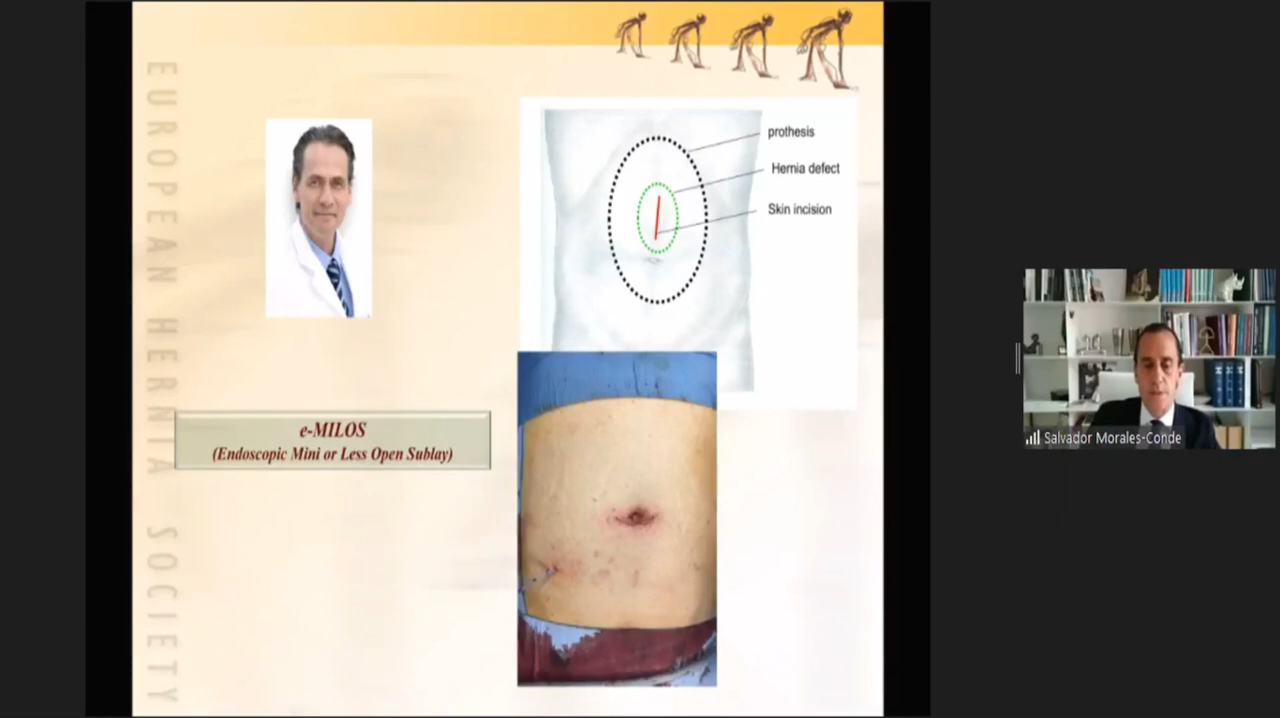 EUROPEAN HERNIA SOCIETY
prothesis
Hernia defect
Skin incision
e-MILOS
(Endoscopic Mini or Less Open Sublay)
Salvador Morales-Conde